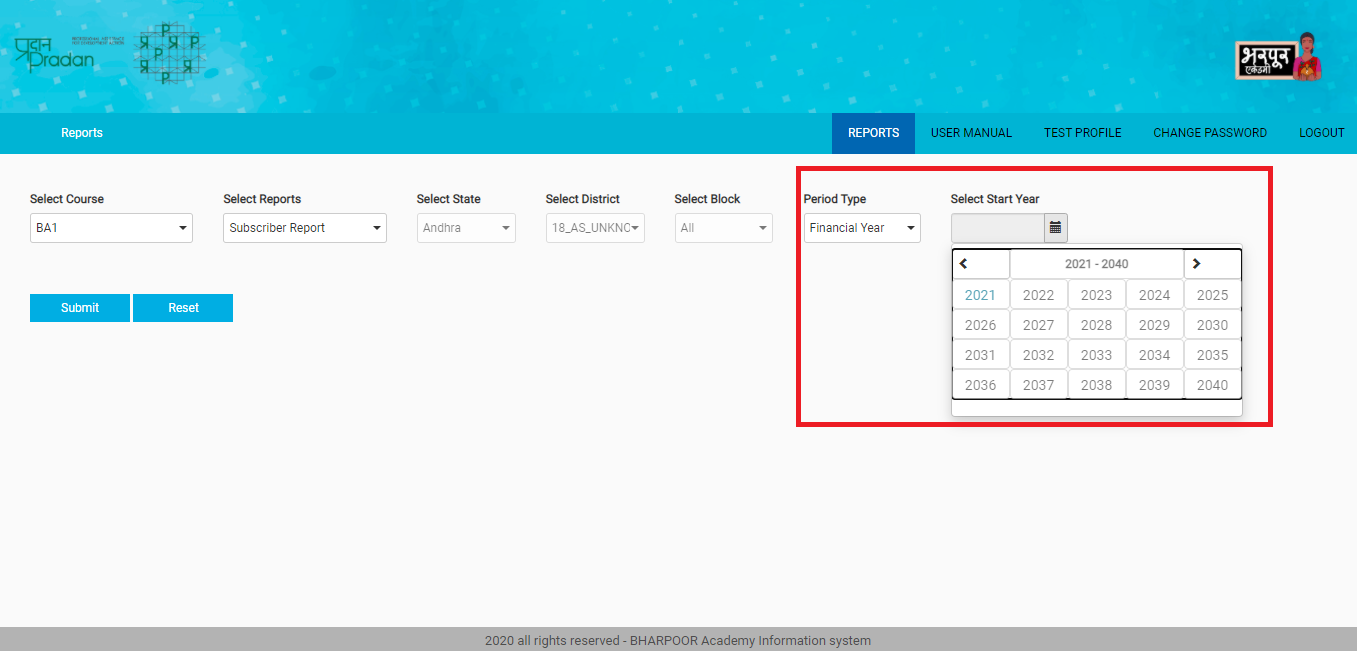 प्रदान
Pradan
PROFESSIONAL ASSISTANCE
FOR DEVELOPMENT ACTION
भरपूर
एकेडमी
Reports
REPORTS
USER MANUAL
TEST PROFILE
CHANGE PASSWORD
LOGOUT
Select Course
Select Reports
Select State
Select District
Select Block
Period Type
Select Start Year
BA1
Subscriber Report
Andhra
18_AS_UNKNO
All
Financial Year
2021 - 2040
2021 2022 2023 2024 2025
2026 2027 2028 2029 2030
2031 2032 2033 2034 2035
2036 2037 2038 2039 2040
Submit
Reset
2020 all rights reserved - BHARPOOR Academy Information system